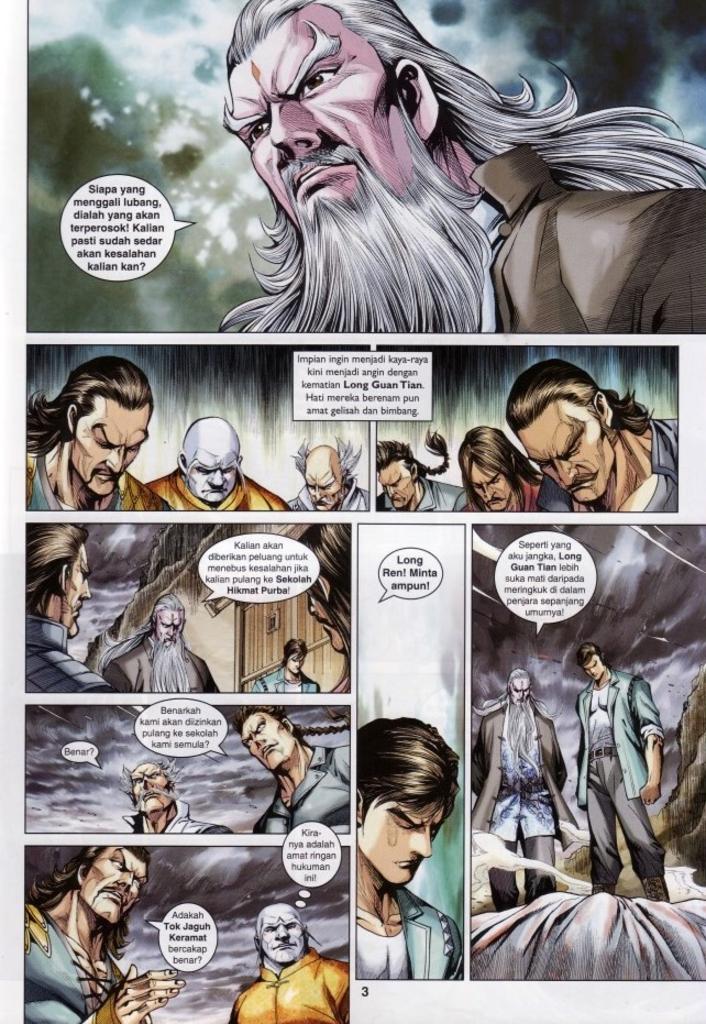 Siapa yang
menggali lubang,
dialah yang akan
terperosok! Kalian
pasti sudah sedar
akan kesalahan
kalian kan?
Impian ingin menjadi kaya-raya
kini menjadi angin dengan
kematian Long Guan Tian.
Hati mereka berenam pun
amat gelisah dan bimbang.
Kalian akan
diberikan peluang untuk
menebus kesalahan jika
kalian pulang ke Sekolah
Himat Purba!
Benar?
Benarkah
kami akan diizinkan
pulang ke sekolah
kami semula?
Adakah
Tok Jaguh
Keramat
bercakap
benar?
Kira-
nya adalah
amat ringan
hukuman
ini!
Long
Ren! Minta
ampun!
Seperti yang
aku jangka, Long
Guan Tian lebih
suka mati daripada
meringkuk di dalam
penjara sepanjang
umurnya!
3